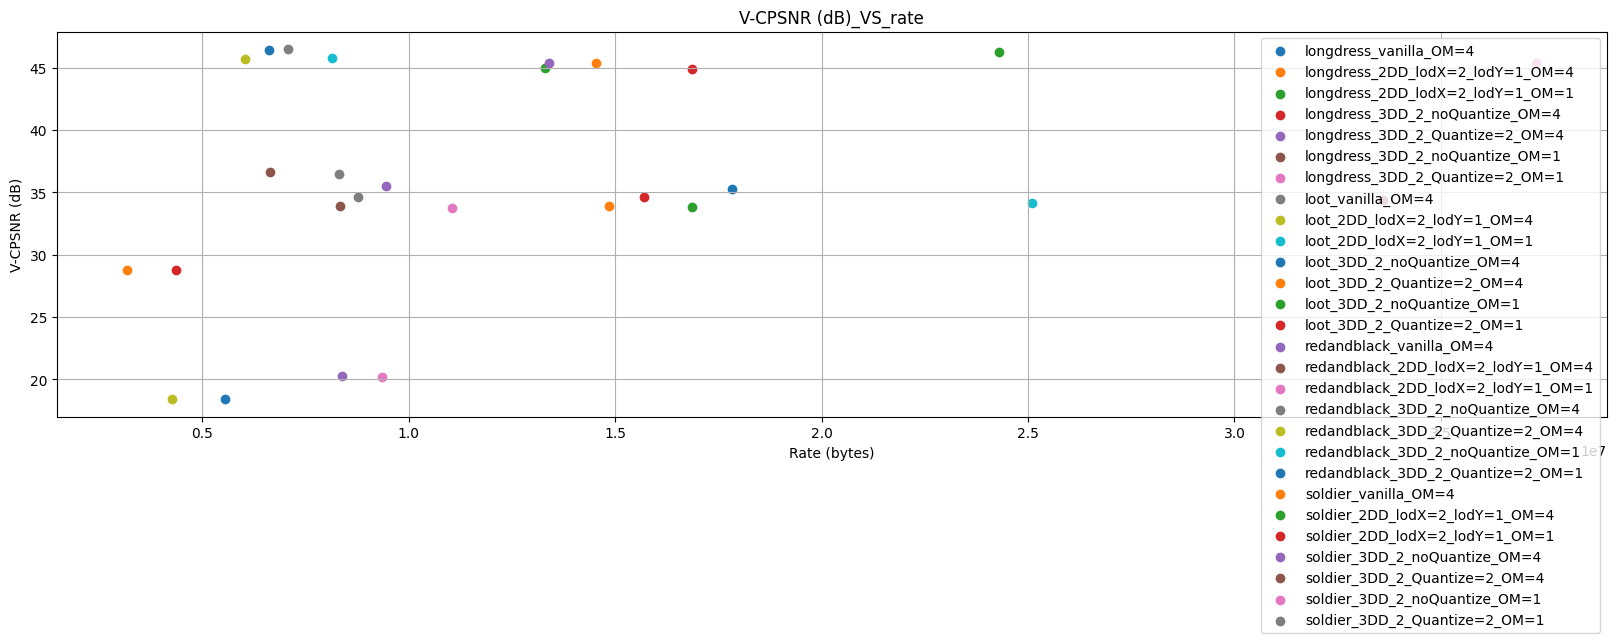 V-CPSNR (dB)_VS_rate
V-CPSNR (dB)
45
40
35
30
25
20
0.5
1.0
1.5
2.0
2.5
3.0
3.5
1e7
Rate (bytes)
longdress_vanilla_OM=4
longdress_2DD_lodX=2_lodY=1_OM=4
longdress_2DD_lodX=2_lodY=1_OM=1
longdress_3DD_2_noQuantize_OM=4
longdress_3DD_2_Quantize=2_OM=4
longdress_3DD_2_noQuantize_OM=1
longdress_3DD_2_Quantize=2_OM=1
loot_vanilla_OM=4
loot_2DD_lodX=2_lodY=1_OM=4
loot_2DD_lodX=2_lodY=1_OM=1
loot_3DD_2_noQuantize_OM=4
loot_3DD_2_Quantize=2_OM=4
loot_3DD_2_noQuantize_OM=1
loot_3DD_2_Quantize=2_OM=1
redandblack_vanilla_OM=4
redandblack_2DD_lodX=2_lodY=1_OM=4
redandblack_2DD_lodX=2_lodY=1_OM=1
redandblack_3DD_2_noQuantize_OM=4
redandblack_3DD_2_Quantize=2_OM=4
redandblack_3DD_2_noQuantize_OM=1
redandblack_3DD_2_Quantize=2_OM=1
soldier_vanilla_OM=4
soldier_2DD_lodX=2_lodY=1_OM=4
soldier_2DD_lodX=2_lodY=1_OM=1
soldier_3DD_2_noQuantize_OM=4
soldier_3DD_2_Quantize=2_OM=4
soldier_3DD_2_noQuantize_OM=1
soldier_3DD_2_Quantize=2_OM=1